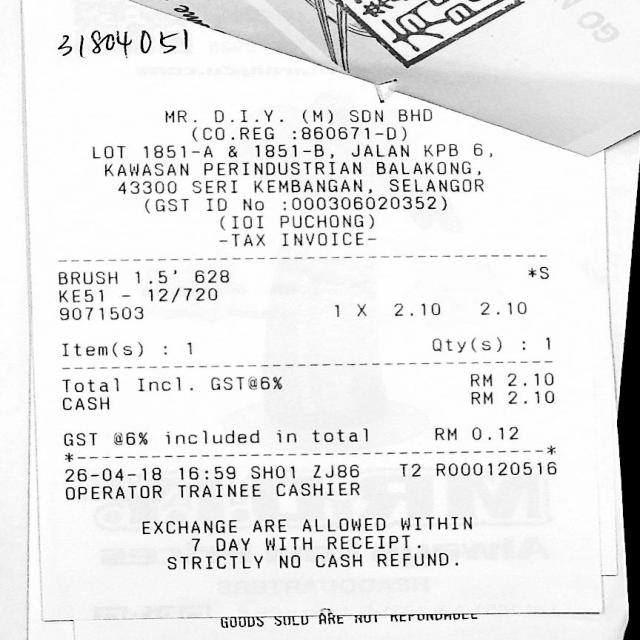 31804051
MR. D.I.Y. (M) SDN BHD
(CO.REG :860671-D)
LOT 1851-A & 1851-B, JALAN KPB 6,
KAWASAN PERINDUSTRIAN BALAKONG,
43300 SERI KEMBANGAN, SELANGOR
(GST ID No :000306020352)
(IOI PUCHONG)
-TAX INVOICE-
BRUSH 1.5' 628 *S
KE51 - 12/720
9071503 1 X 2.10 2.10
Item(s) : 1 Qty(s) : 1
Total Incl. GST@6% RM 2.10
CASH RM 2.10
GST @6% included in total RM 0.12
*--------------------------------*
26-04-18 16:59 SH01 ZJ86 T2 R000120516
OPERATOR TRAINEE CASHIER
EXCHANGE ARE ALLOWED WITHIN
7 DAY WITH RECEIPT.
STRICTLY NO CASH REFUND.
GOODS SOLD ARE NOT REFUNDABLE